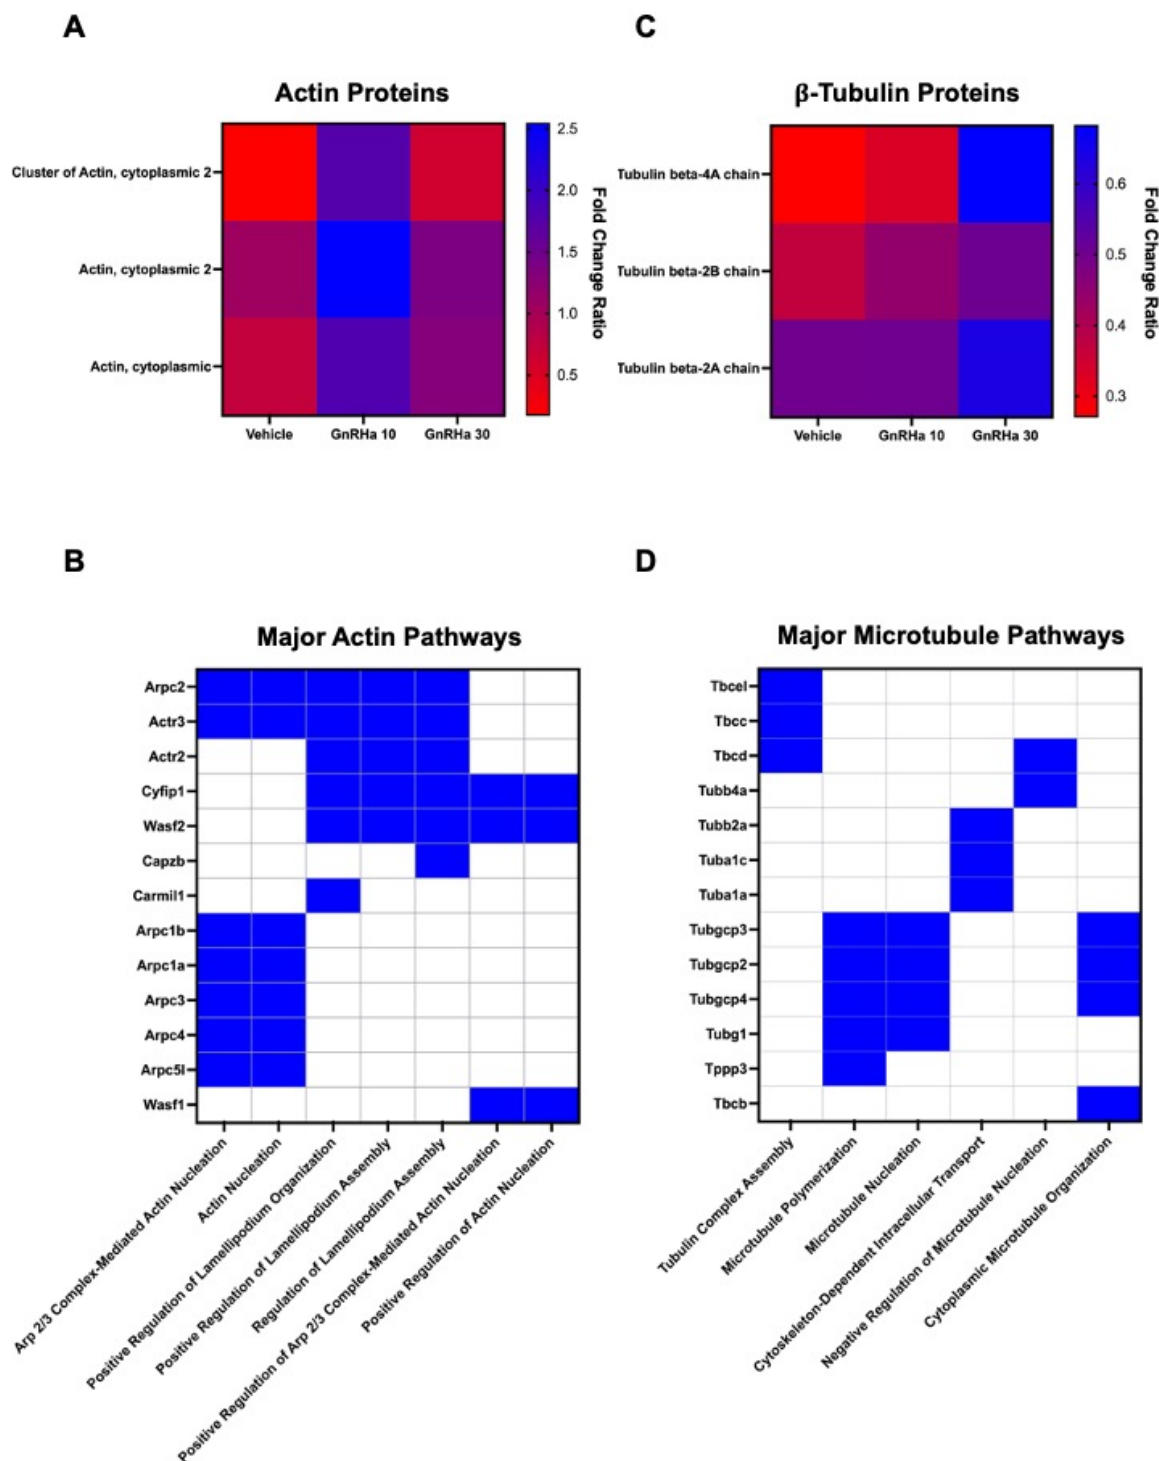 A
Actin Proteins
Cluster of Actin, cytoplasmic 2
Actin, cytoplasmic 2
Actin, cytoplasmic
Vehicle GnRHa 10 GnRHa 30
2.5
2.0
1.5
1.0
0.5
Fold Change Ratio
C
β-Tubulin Proteins
Tubulin beta-4A chain
Tubulin beta-2B chain
Tubulin beta-2A chain
Vehicle GnRHa 10 GnRHa 30
0.6
0.5
0.4
0.3
Fold Change Ratio
B
Major Actin Pathways
Arpc2
Actr3
Actr2
Cyfip1
Wasf2
Capzb
Carmil1
Arpc1b
Arpc1a
Arpc3
Arpc4
Arpc5l
Wasf1
Arp 2/3 Complex-Mediated Actin Nucleation
Actin Nucleation
Positive Regulation of Lamellipodium Organization
Positive Regulation of Lamellipodium Assembly
Regulation of Lamellipodium Assembly
Positive Regulation of Arp 2/3 Complex-Mediated Actin Nucleation
Positive Regulation of Actin Nucleation
D
Major Microtubule Pathways
Tbcel
Tbcc
Tbcd
Tubb4a
Tubb2a
Tuba1c
Tuba1a
Tubgcp3
Tubgcp2
Tubgcp4
Tubg1
Tppp3
Tbcb
Tubulin Complex Assembly
Microtubule Polymerization
Microtubule Nucleation
Cytoskeleton-Dependent Intracellular Transport
Negative Regulation of Microtubule Nucleation
Cytoplasmic Microtubule Organization